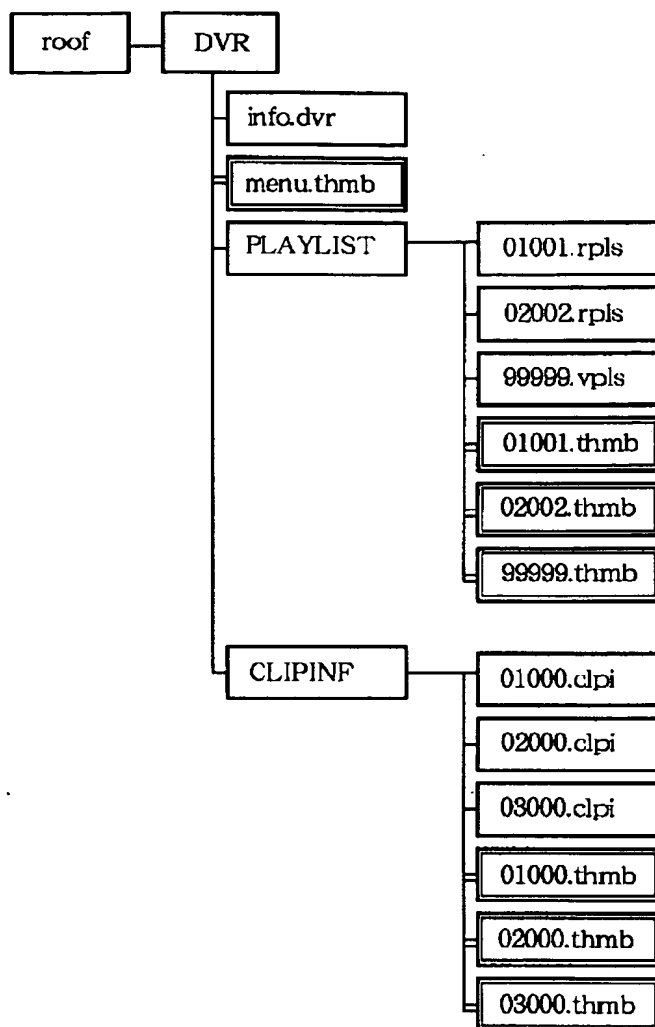 roof DVR
info.dvr
menu.thmb
PLAYLIST 01001.rpls
02002.rpls
99999.vpls
01001.thmb
02002.thmb
99999.thmb
CLIPINF 01000.clpi
02000.clpi
03000.clpi
01000.thmb
02000.thmb
03000.thmb